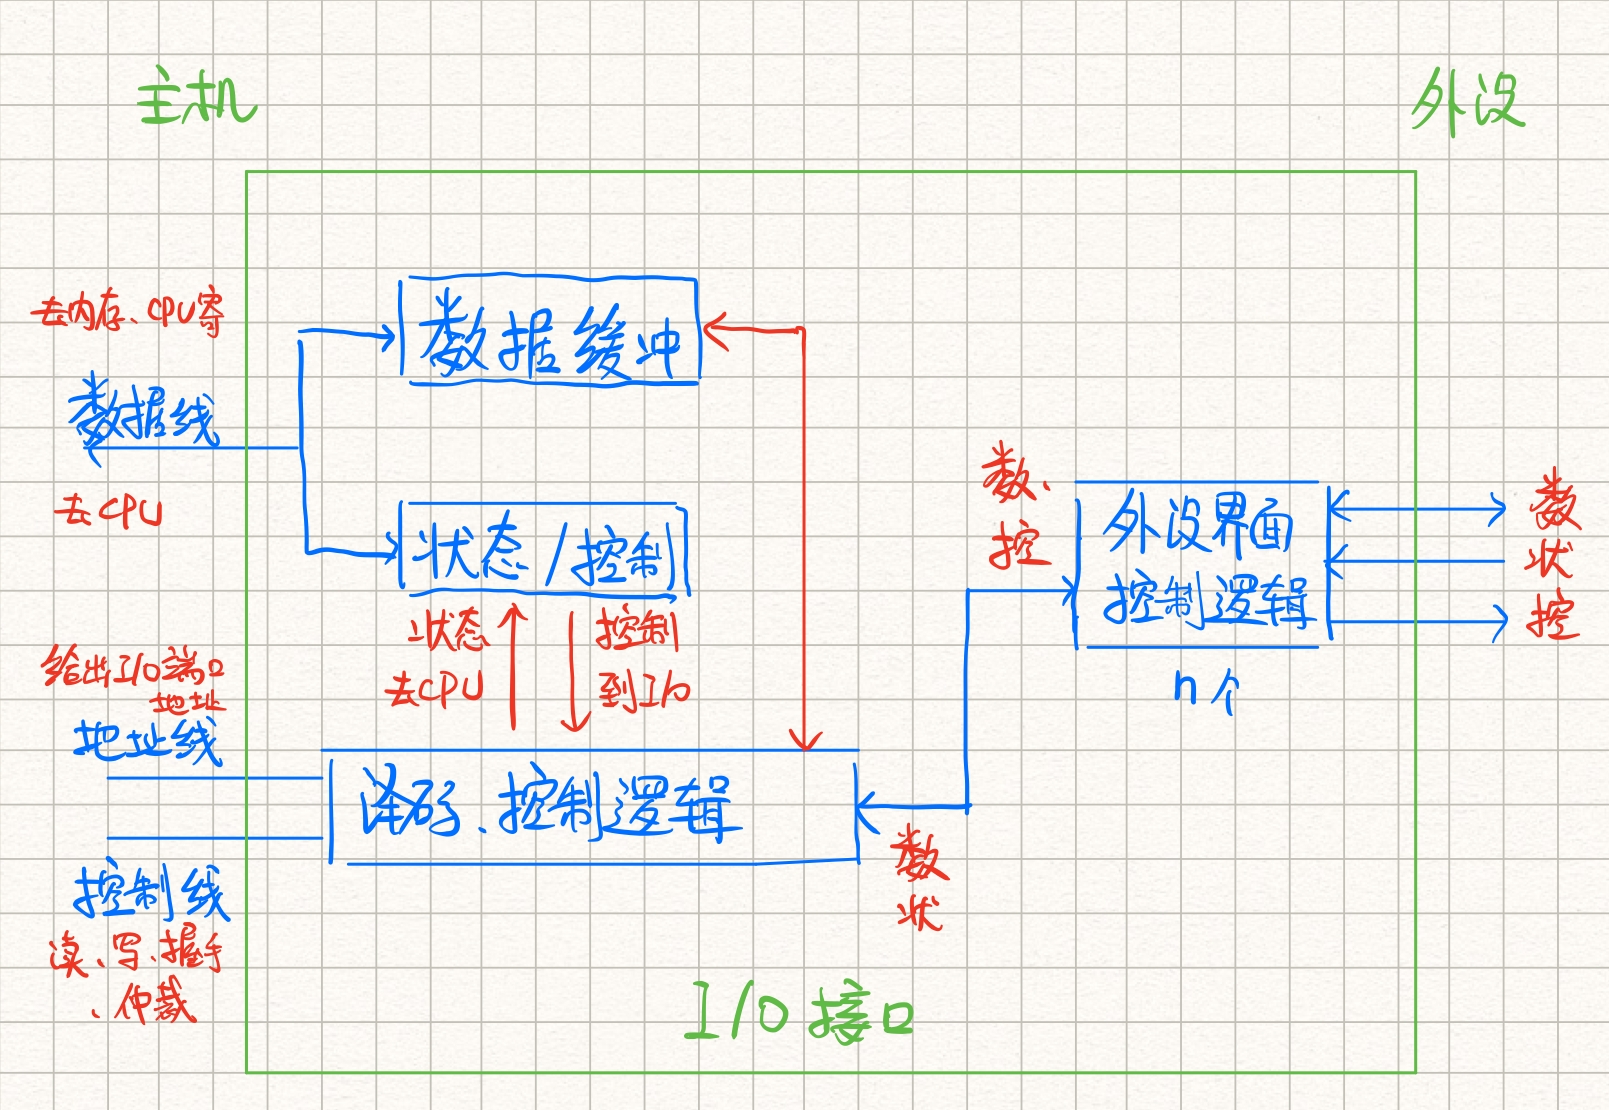 主机
外设
去内存、CPU寄
数据缓冲
数据线
去CPU
状态/控制
数、
控
外设界面
控制逻辑
n个
数
状
控
状态
去CPU
控制
到I/O
给出I/O端口
地址
地址线
译码、控制逻辑
数
状
控制线
读、写、握手
、仲裁
I/O接口